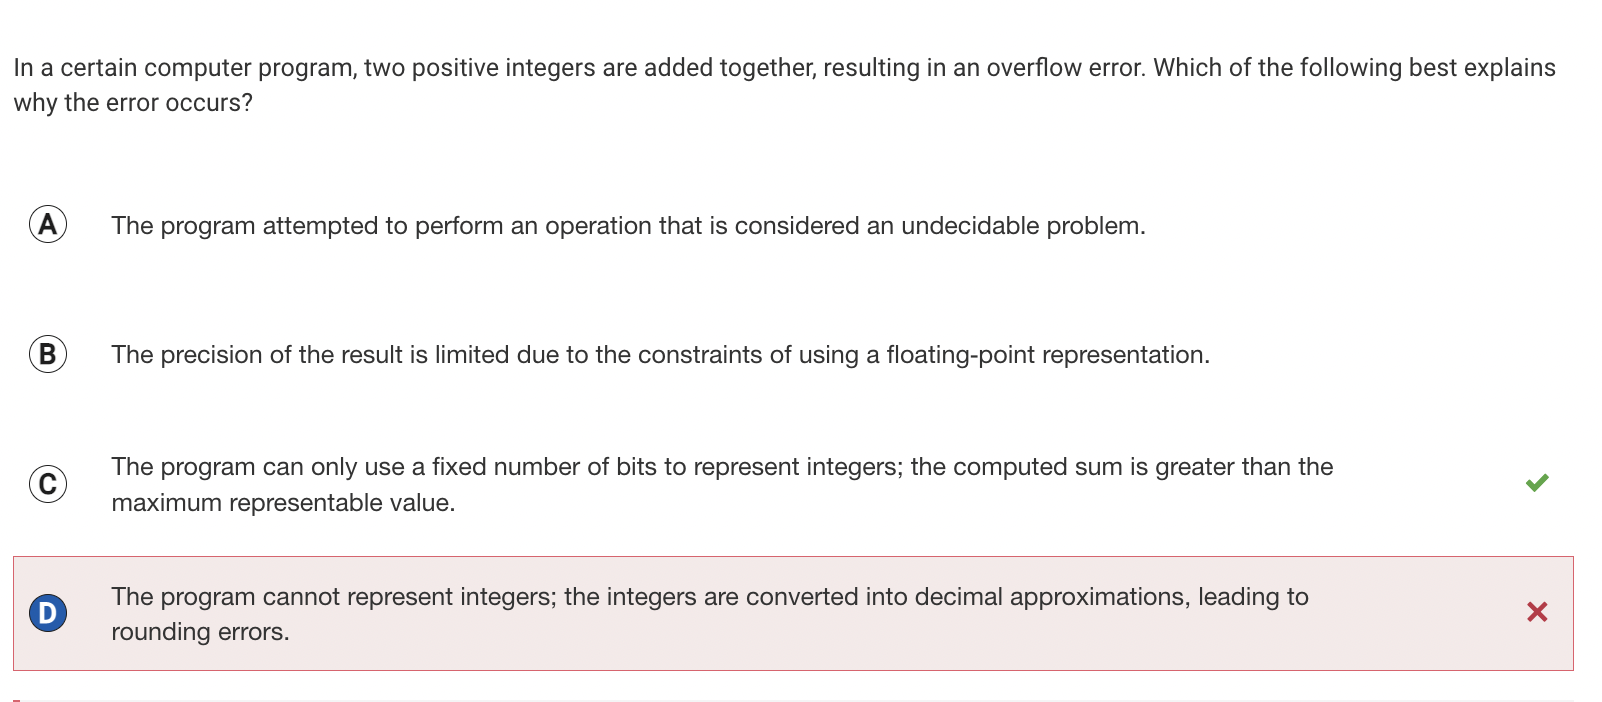 In a certain computer program, two positive integers are added together, resulting in an overflow error. Which of the following best explains
why the error occurs?
A The program attempted to perform an operation that is considered an undecidable problem.
B The precision of the result is limited due to the constraints of using a floating-point representation.
C The program can only use a fixed number of bits to represent integers; the computed sum is greater than the
maximum representable value.
D The program cannot represent integers; the integers are converted into decimal approximations, leading to
rounding errors.